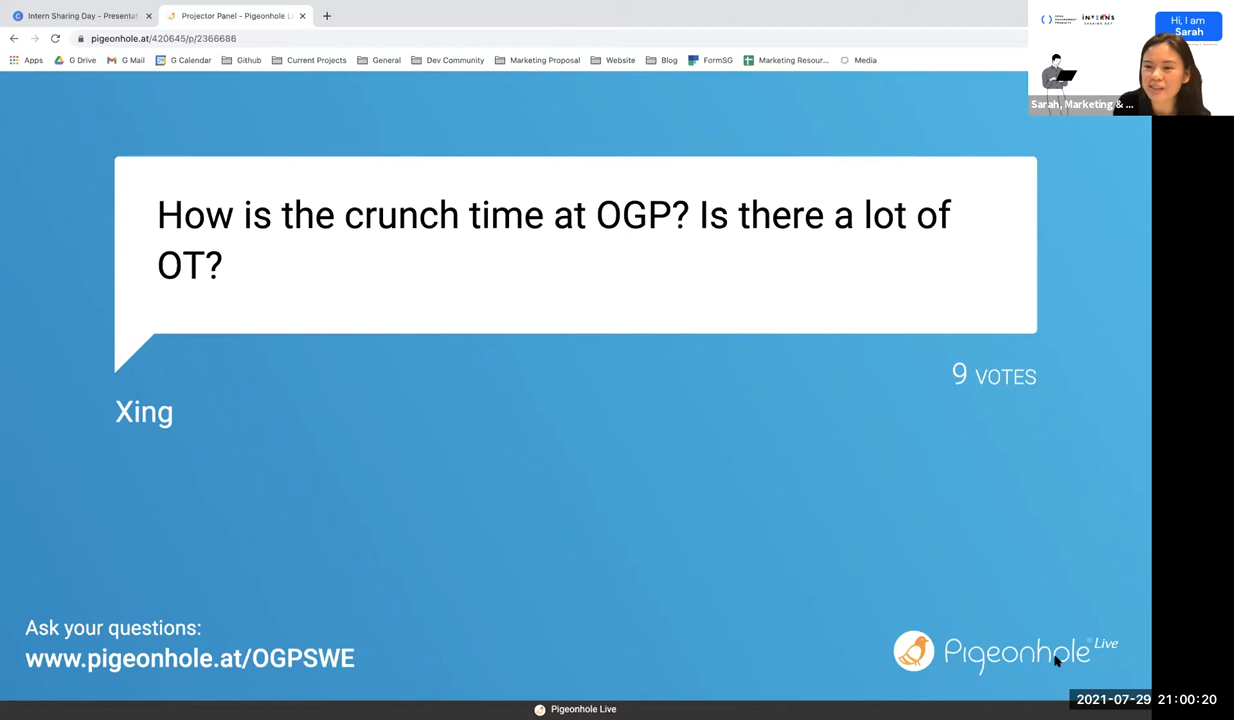 Intern Sharing Day - Presentat
Projector Panel - Pigeonhole L
pigeonhole.at/420645/p/2366686
Apps G Drive G Mail G Calendar Github Current Projects General Dev Community Marketing Proposal Website Blog FormSG Marketing Resour... Media
INTERNS
Hi, I am
Sarah
Sarah, Marketing & ...
How is the crunch time at OGP? Is there a lot of
OT?
9 VOTES
Xing
Ask your questions:
www.pigeonhole.at/OGPSWE
Pigeonhole Live
2021-07-29 21:00:20
Pigeonhole Live